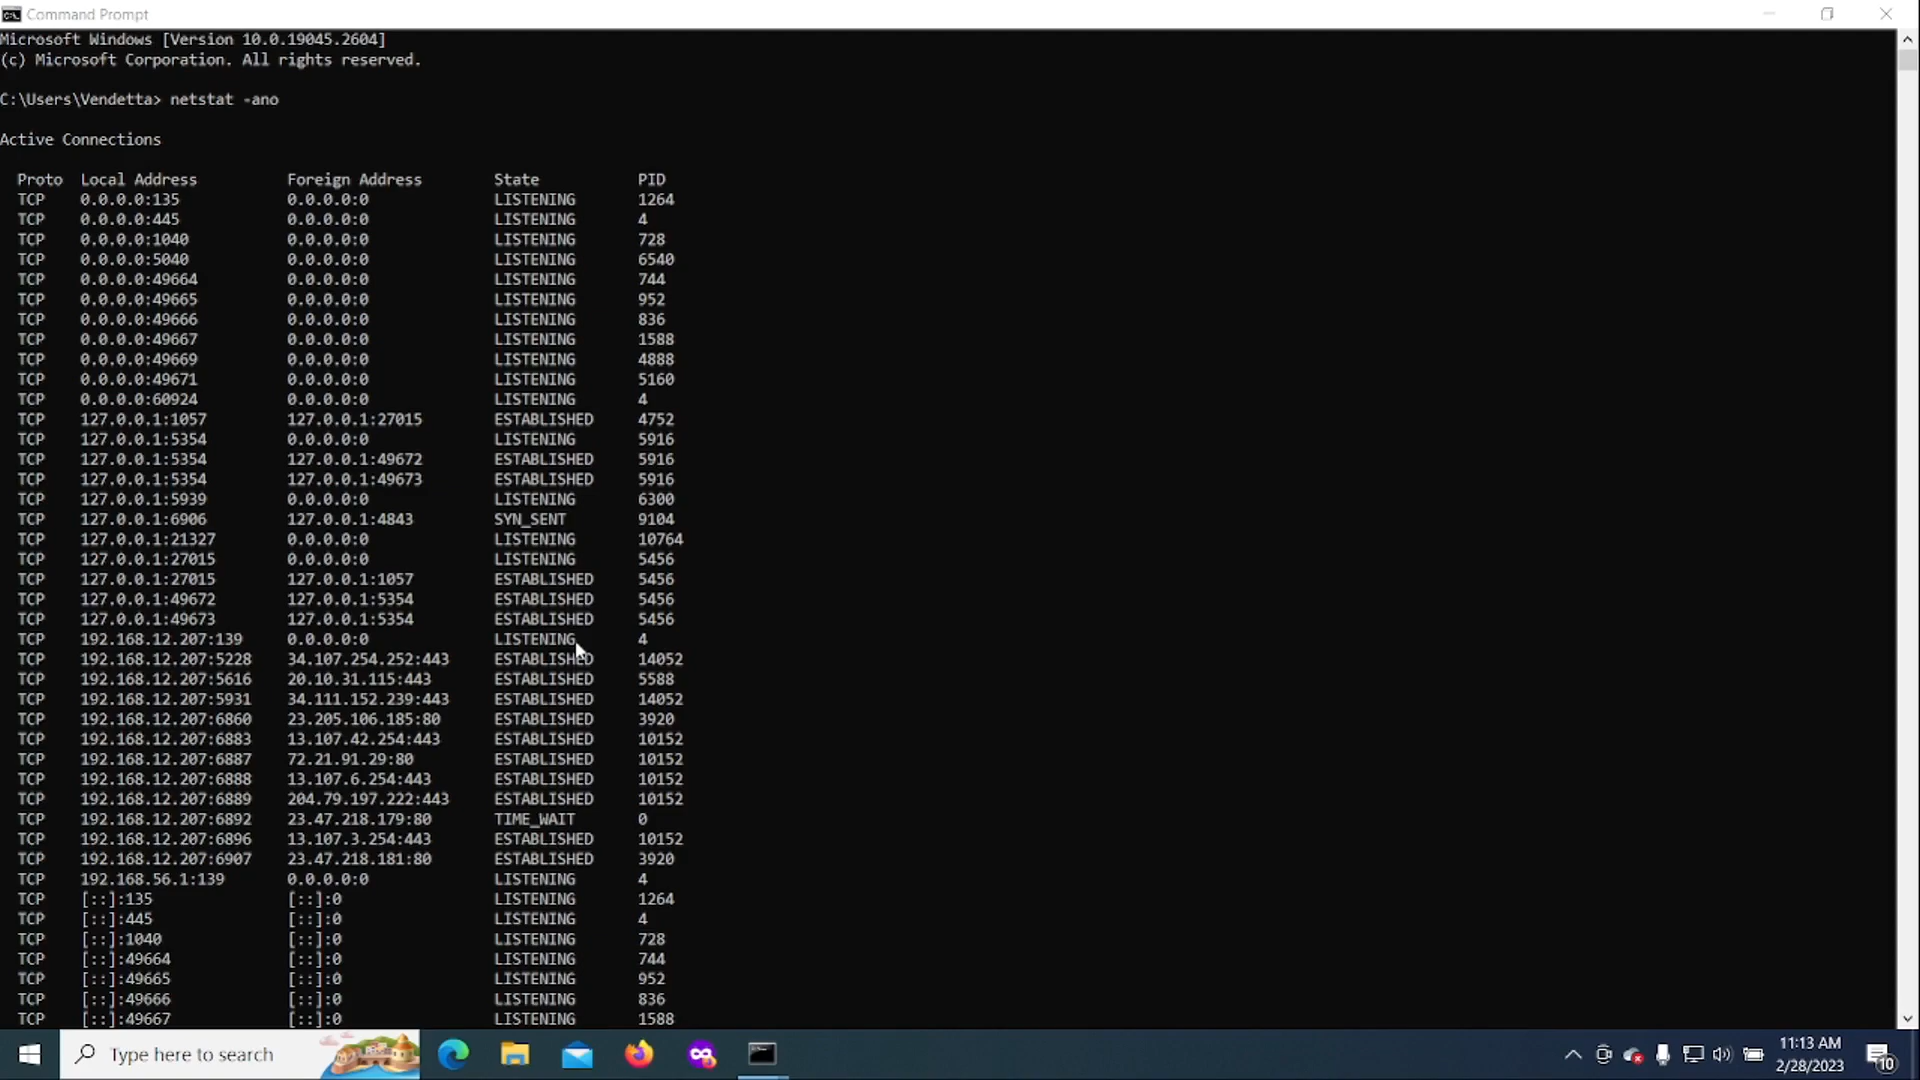 Command Prompt
Microsoft Windows [Version 10.0.19045.2604]
(c) Microsoft Corporation. All rights reserved.
C:\Users\Vendetta> netstat -ano
Active Connections
Proto Local Address Foreign Address State PID
TCP 0.0.0.0:135 0.0.0.0:0 LISTENING 1264
TCP 0.0.0.0:445 0.0.0.0:0 LISTENING 4
TCP 0.0.0.0:1040 0.0.0.0:0 LISTENING 728
TCP 0.0.0.0:5040 0.0.0.0:0 LISTENING 6540
TCP 0.0.0.0:49664 0.0.0.0:0 LISTENING 744
TCP 0.0.0.0:49665 0.0.0.0:0 LISTENING 952
TCP 0.0.0.0:49666 0.0.0.0:0 LISTENING 836
TCP 0.0.0.0:49667 0.0.0.0:0 LISTENING 1588
TCP 0.0.0.0:49669 0.0.0.0:0 LISTENING 4888
TCP 0.0.0.0:49671 0.0.0.0:0 LISTENING 5160
TCP 0.0.0.0:60924 0.0.0.0:0 LISTENING 4
TCP 127.0.0.1:1057 127.0.0.1:27015 ESTABLISHED 4752
TCP 127.0.0.1:5354 0.0.0.0:0 LISTENING 5916
TCP 127.0.0.1:5354 127.0.0.1:49672 ESTABLISHED 5916
TCP 127.0.0.1:5354 127.0.0.1:49673 ESTABLISHED 5916
TCP 127.0.0.1:5939 0.0.0.0:0 LISTENING 6300
TCP 127.0.0.1:6906 127.0.0.1:4843 SYN_SENT 9104
TCP 127.0.0.1:21327 0.0.0.0:0 LISTENING 10764
TCP 127.0.0.1:27015 0.0.0.0:0 LISTENING 5456
TCP 127.0.0.1:27015 127.0.0.1:1057 ESTABLISHED 5456
TCP 127.0.0.1:49672 127.0.0.1:5354 ESTABLISHED 5456
TCP 127.0.0.1:49673 127.0.0.1:5354 ESTABLISHED 5456
TCP 192.168.12.207:139 0.0.0.0:0 LISTENING 4
TCP 192.168.12.207:5228 34.107.254.252:443 ESTABLISHED 14052
TCP 192.168.12.207:5616 20.10.31.115:443 ESTABLISHED 5588
TCP 192.168.12.207:5931 34.111.152.239:443 ESTABLISHED 14052
TCP 192.168.12.207:6860 23.205.106.185:80 ESTABLISHED 3920
TCP 192.168.12.207:6883 13.107.42.254:443 ESTABLISHED 10152
TCP 192.168.12.207:6887 72.21.91.29:80 ESTABLISHED 10152
TCP 192.168.12.207:6888 13.107.6.254:443 ESTABLISHED 10152
TCP 192.168.12.207:6889 204.79.197.222:443 ESTABLISHED 10152
TCP 192.168.12.207:6892 23.47.218.179:80 TIME_WAIT 0
TCP 192.168.12.207:6896 13.107.3.254:443 ESTABLISHED 10152
TCP 192.168.12.207:6907 23.47.218.181:80 ESTABLISHED 3920
TCP 192.168.56.1:139 0.0.0.0:0 LISTENING 4
TCP [::]:135 [::]:0 LISTENING 1264
TCP [::]:445 [::]:0 LISTENING 4
TCP [::]:1040 [::]:0 LISTENING 728
TCP [::]:49664 [::]:0 LISTENING 744
TCP [::]:49665 [::]:0 LISTENING 952
TCP [::]:49666 [::]:0 LISTENING 836
TCP [::]:49667 [::]:0 LISTENING 1588
Type here to search
11:13 AM
2/28/2023
10